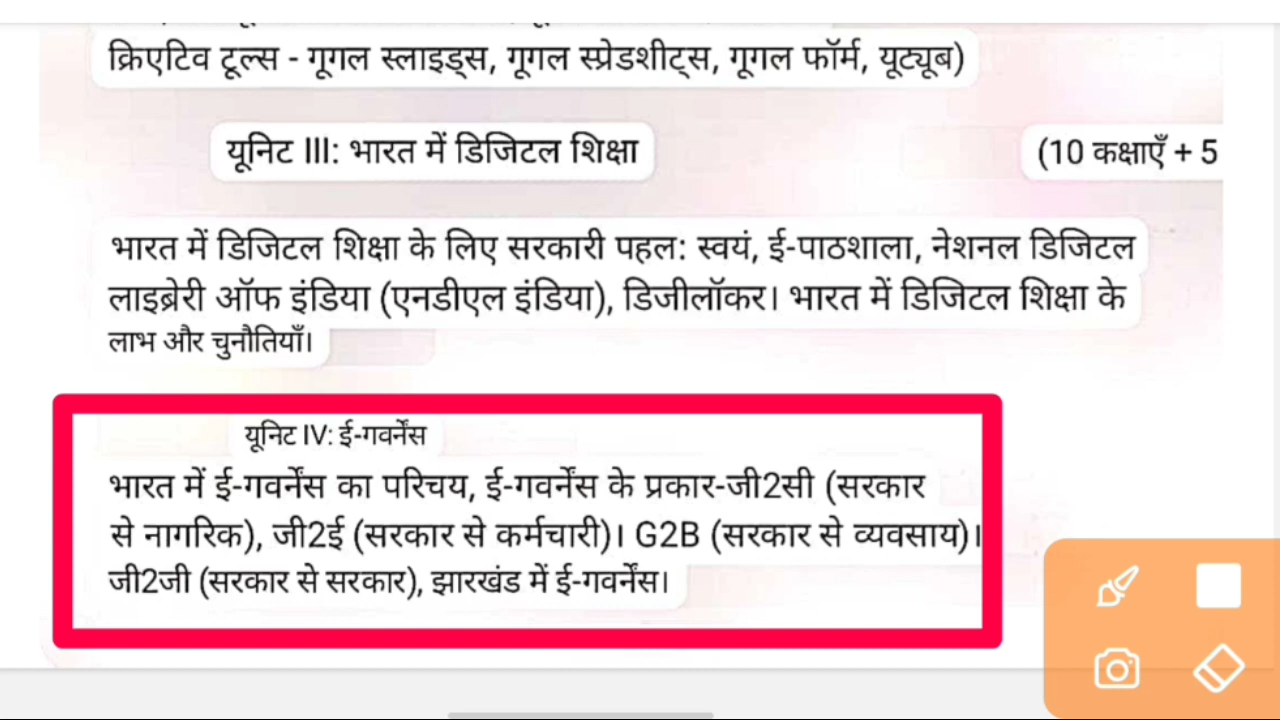 क्रिएटिव टूल्स - गूगल स्लाइड्स, गूगल स्प्रेडशीट्स, गूगल फॉर्म, यूट्यूब)
यूनिट III: भारत में डिजिटल शिक्षा
(10 कक्षाएँ + 5
भारत में डिजिटल शिक्षा के लिए सरकारी पहल: स्वयं, ई-पाठशाला, नेशनल डिजिटल
लाइब्रेरी ऑफ इंडिया (एनडीएल इंडिया), डिजीलॉकर। भारत में डिजिटल शिक्षा के
लाभ और चुनौतियाँ।
यूनिट IV: ई-गवर्नेंस
भारत में ई-गवर्नेंस का परिचय, ई-गवर्नेंस के प्रकार-जी2सी (सरकार
से नागरिक), जी2ई (सरकार से कर्मचारी)। G2B (सरकार से व्यवसाय)।
जी2जी (सरकार से सरकार), झारखंड में ई-गवर्नेंस।